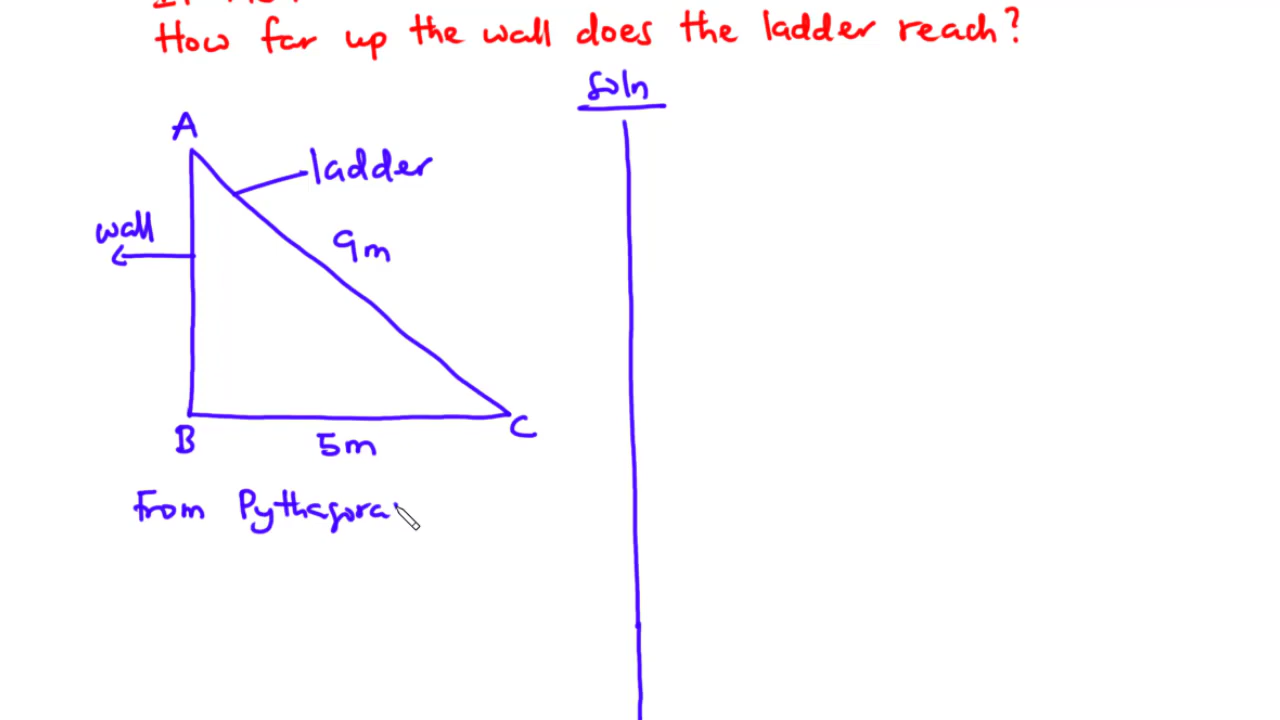 How far up the wall does the ladder reach?
Soln
A
ladder
wall
9m
B
5m
C
From Pythagora